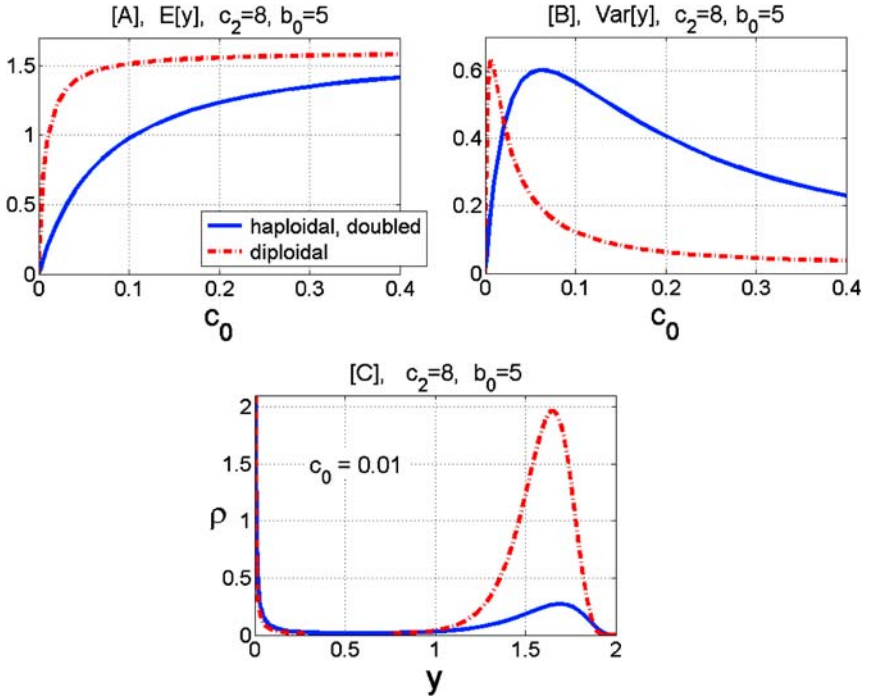 [A], E[y], c₂=8, b₀=5
1.5
1
0.5
0
0 0.1 0.2 0.3 0.4
c₀
haploidal, doubled
diploidal
[B], Var[y], c₂=8, b₀=5
0.6
0.4
0.2
0
0 0.1 0.2 0.3 0.4
c₀
[C], c₂=8, b₀=5
2
1.5
1
0.5
0
ρ
c₀ = 0.01
0 0.5 1 1.5 2
y